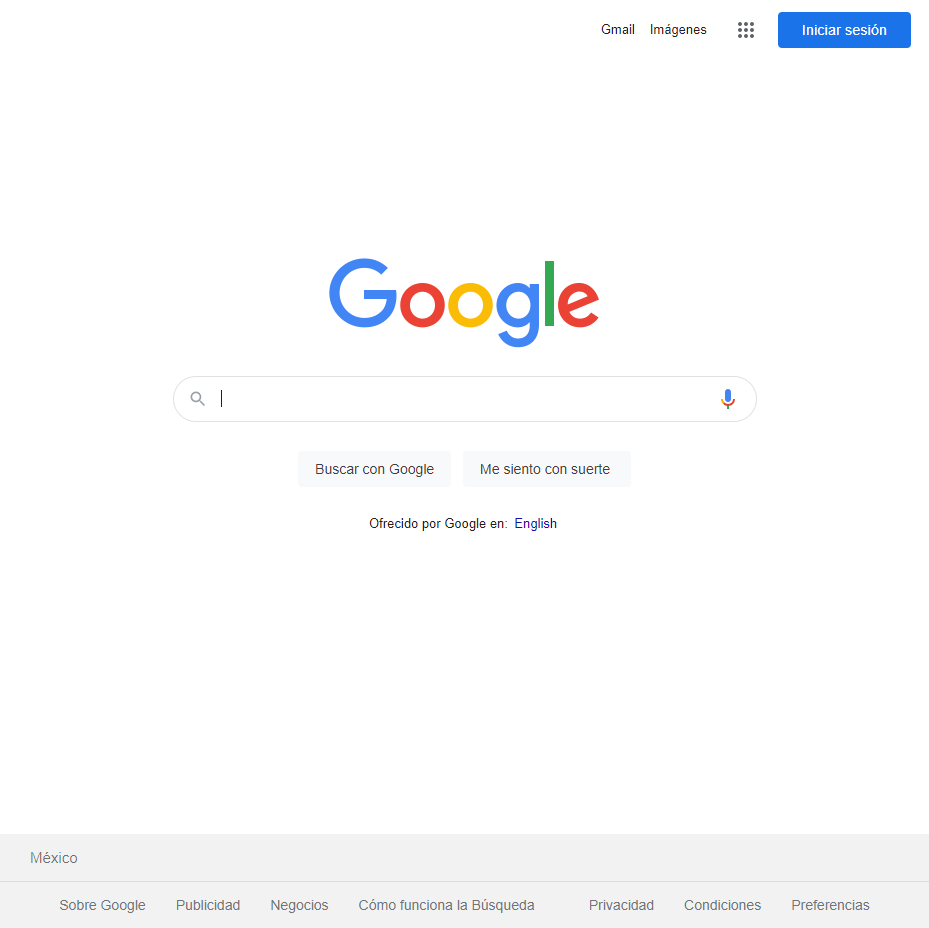 Gmail Imágenes Iniciar sesión
Google
Buscar con Google Me siento con suerte
Ofrecido por Google en: English
México
Sobre Google Publicidad Negocios Cómo funciona la Búsqueda Privacidad Condiciones Preferencias